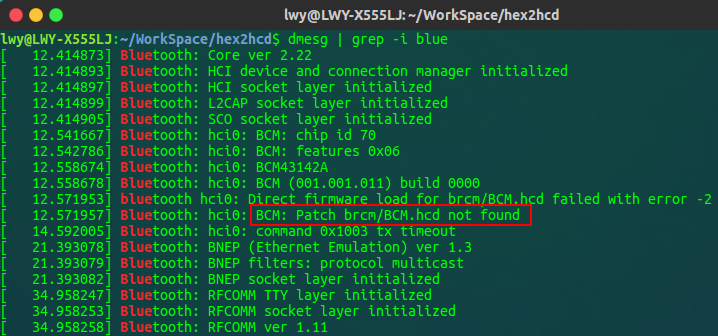 lwy@LWY-X555LJ: ~/WorkSpace/hex2hcd
lwy@LWY-X555LJ:~/WorkSpace/hex2hcd$ dmesg | grep -i blue
[   12.414873] Bluetooth: Core ver 2.22
[   12.414893] Bluetooth: HCI device and connection manager initialized
[   12.414897] Bluetooth: HCI socket layer initialized
[   12.414899] Bluetooth: L2CAP socket layer initialized
[   12.414905] Bluetooth: SCO socket layer initialized
[   12.541667] Bluetooth: hci0: BCM: chip id 70
[   12.542786] Bluetooth: hci0: BCM: features 0x06
[   12.558674] Bluetooth: hci0: BCM43142A
[   12.558678] Bluetooth: hci0: BCM (001.001.011) build 0000
[   12.571953] bluetooth hci0: Direct firmware load for brcm/BCM.hcd failed with error -2
[   12.571957] Bluetooth: hci0: BCM: Patch brcm/BCM.hcd not found
[   14.592005] Bluetooth: hci0: command 0x1003 tx timeout
[   21.393078] Bluetooth: BNEP (Ethernet Emulation) ver 1.3
[   21.393079] Bluetooth: BNEP filters: protocol multicast
[   21.393082] Bluetooth: BNEP socket layer initialized
[   34.958247] Bluetooth: RFCOMM TTY layer initialized
[   34.958253] Bluetooth: RFCOMM socket layer initialized
[   34.958258] Bluetooth: RFCOMM ver 1.11